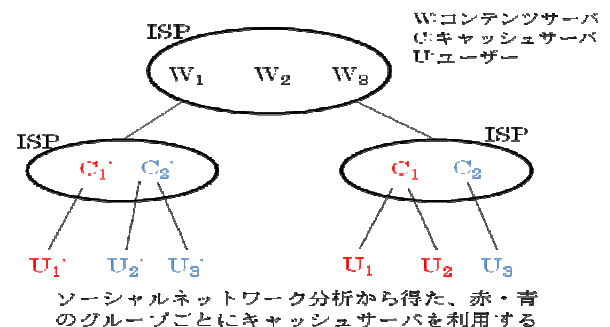 ISP
W:コンテンツサーバ
C:キャッシュサーバ
U:ユーザー
W₁ W₂ W₃
ISP
ISP
C₁' C₂'
C₁ C₂
U₁' U₂' U₃'
U₁ U₂ U₃
ソーシャルネットワーク分析から得た、赤・青
のグループごとにキャッシュサーバを利用する